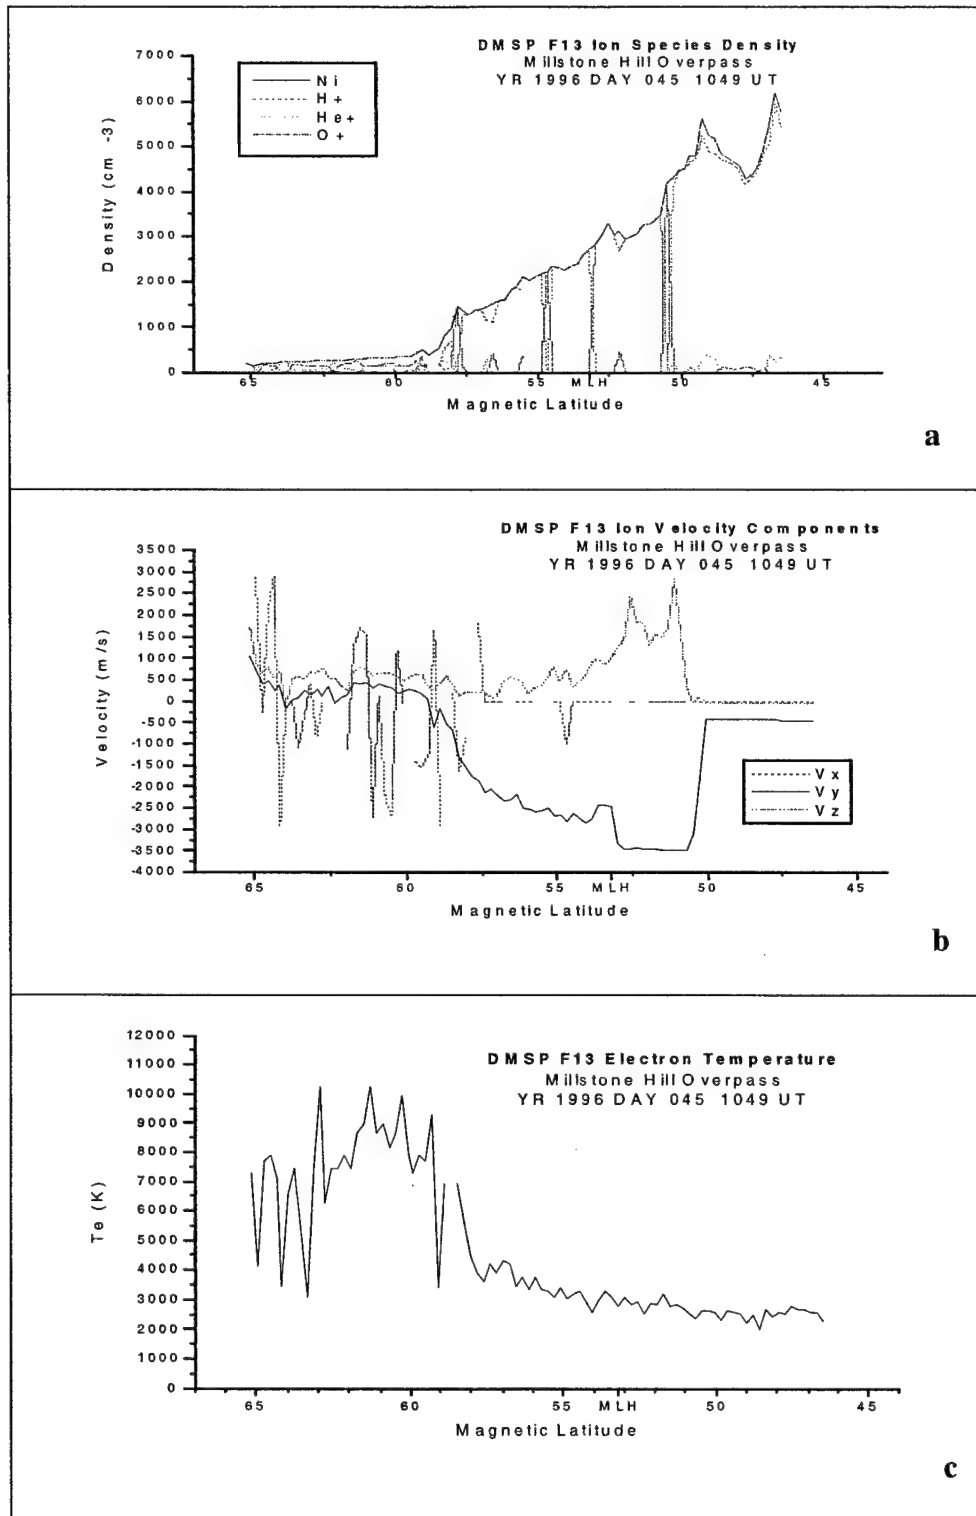 DMSP F13 Ion Species Density
Millstone Hill Overpass
YR 1996 DAY 045 1049 UT
Ni
H+
He+
O+
Density (cm -3)
7000
6000
5000
4000
3000
2000
1000
0
65
60
55
MLH
50
45
Magnetic Latitude
a
DMSP F13 Ion Velocity Components
Millstone Hill Overpass
YR 1996 DAY 045 1049 UT
Velocity (m/s)
3500
3000
2500
2000
1500
1000
500
0
-500
-1000
-1500
-2000
-2500
-3000
-3500
-4000
Vx
Vy
Vz
65
60
55
MLH
50
45
Magnetic Latitude
b
DMSP F13 Electron Temperature
Millstone Hill Overpass
YR 1996 DAY 045 1049 UT
Te (K)
12000
11000
10000
9000
8000
7000
6000
5000
4000
3000
2000
1000
0
65
60
55
MLH
50
45
Magnetic Latitude
c